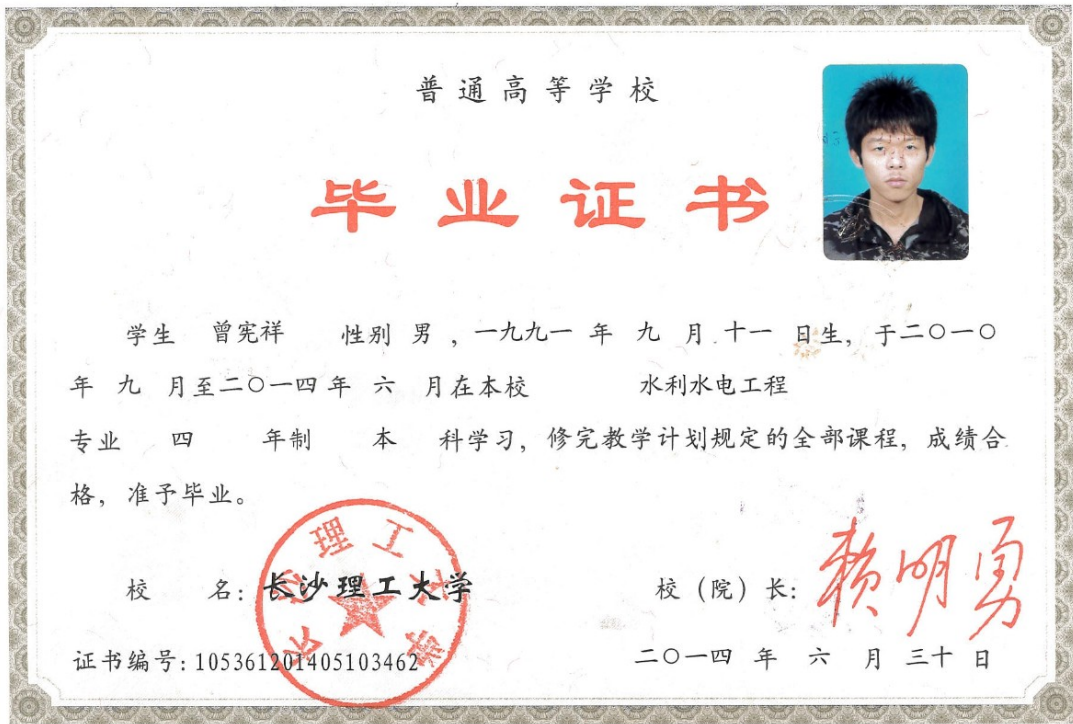 普通高等学校
毕业证书
学生 曾宪祥 性别 男 ，一九九一 年 九 月 十一 日生，于二〇一〇
年 九 月至二〇一四年 六 月在本校 水利水电工程
专业 四 年制 本 科学习，修完教学计划规定的全部课程，成绩合
格，准予毕业。
校 名：长沙理工大学
长沙理工大学
校（院）长：赖明勇
证书编号：105361201405103462
二〇一四 年 六 月 三十 日